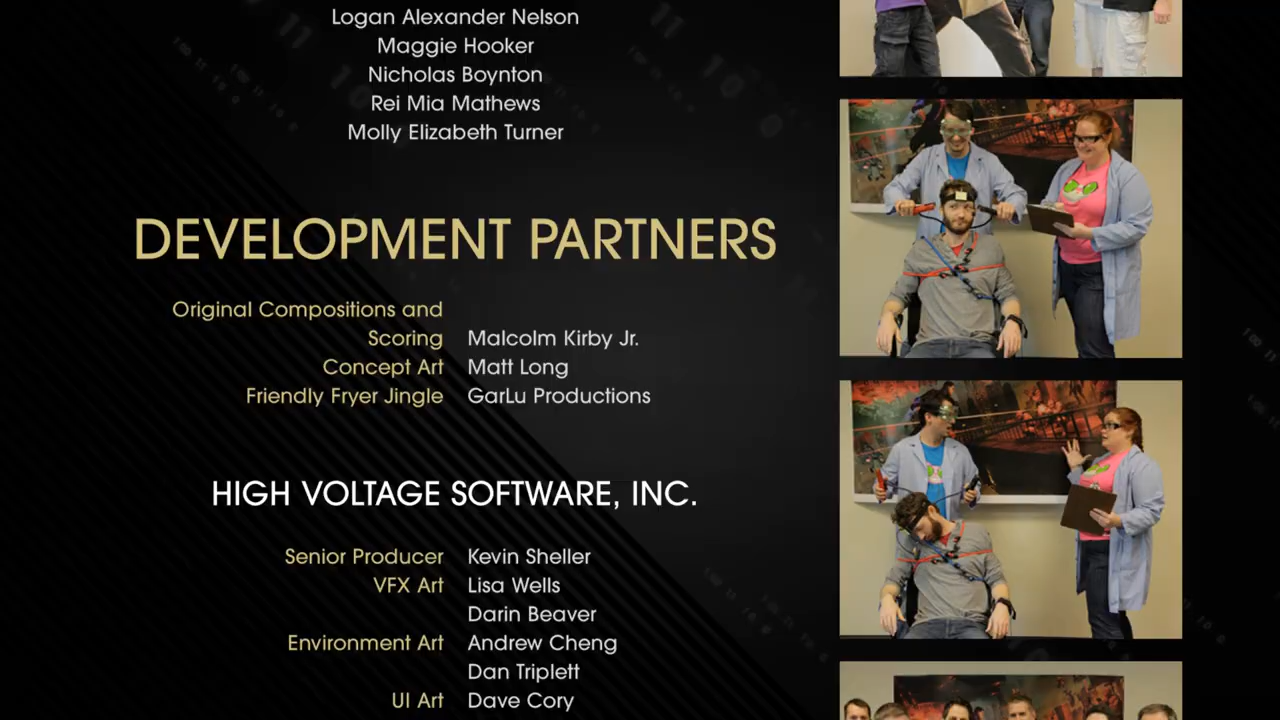 Logan Alexander Nelson
Maggie Hooker
Nicholas Boynton
Rei Mia Mathews
Molly Elizabeth Turner
DEVELOPMENT PARTNERS
Original Compositions and
Scoring Malcolm Kirby Jr.
Concept Art Matt Long
Friendly Fryer Jingle GarLu Productions
HIGH VOLTAGE SOFTWARE, INC.
Senior Producer Kevin Sheller
VFX Art Lisa Wells
Darin Beaver
Environment Art Andrew Cheng
Dan Triplett
UI Art Dave Cory